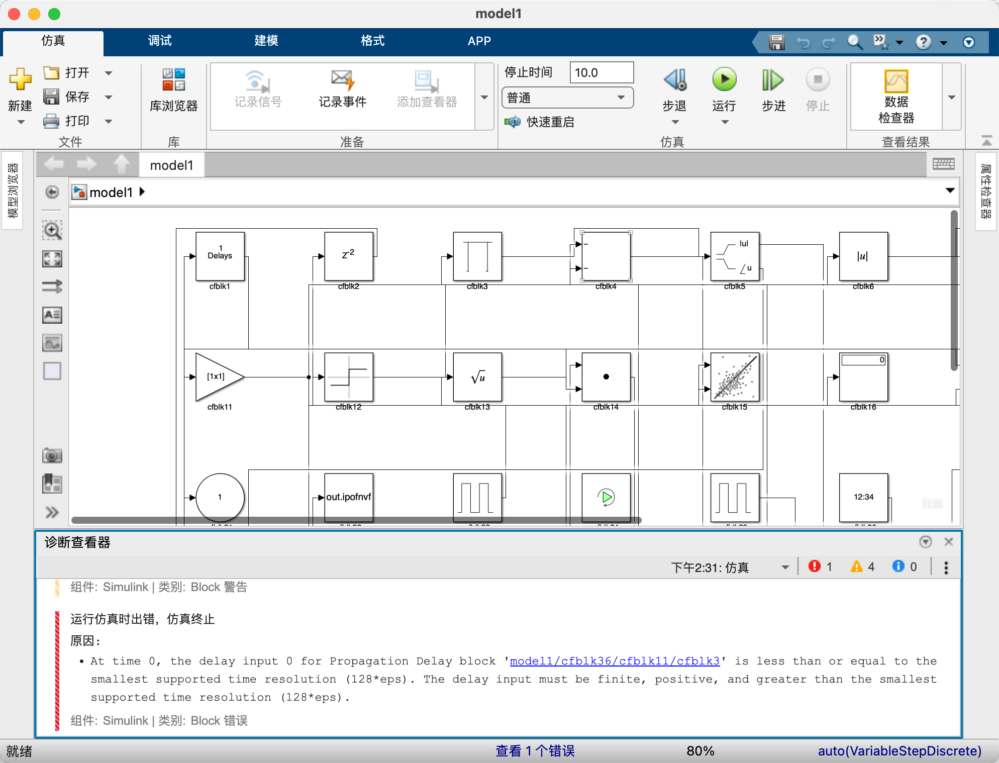 model1
仿真
调试
建模
格式
APP
新建
打开
保存
打印
文件
库浏览器
库
记录信号
记录事件
添加查看器
准备
停止时间
10.0
普通
快速重启
步退
运行
步进
停止
仿真
数据
检查器
查看结果
模型浏览器
model1
属性检查器
model1
1
Delays
cfblk1
Z-2
cfblk2
cfblk3
cfblk4
|u|
∠u
cfblk5
|u|
cfblk6
[1x1]
cfblk11
cfblk12
√u
cfblk13
cfblk14
cfblk15
0
cfblk16
1
out.ipofnvf
12:34
诊断查看器
下午2:31: 仿真
1
4
0
组件: Simulink | 类别: Block 警告
运行仿真时出错，仿真终止
原因:
• At time 0, the delay input 0 for Propagation Delay block 'model1/cfblk36/cfblk11/cfblk3' is less than or equal to the
smallest supported time resolution (128*eps). The delay input must be finite, positive, and greater than the smallest
supported time resolution (128*eps).
组件: Simulink | 类别: Block 错误
就绪
查看 1 个错误
80%
auto(VariableStepDiscrete)